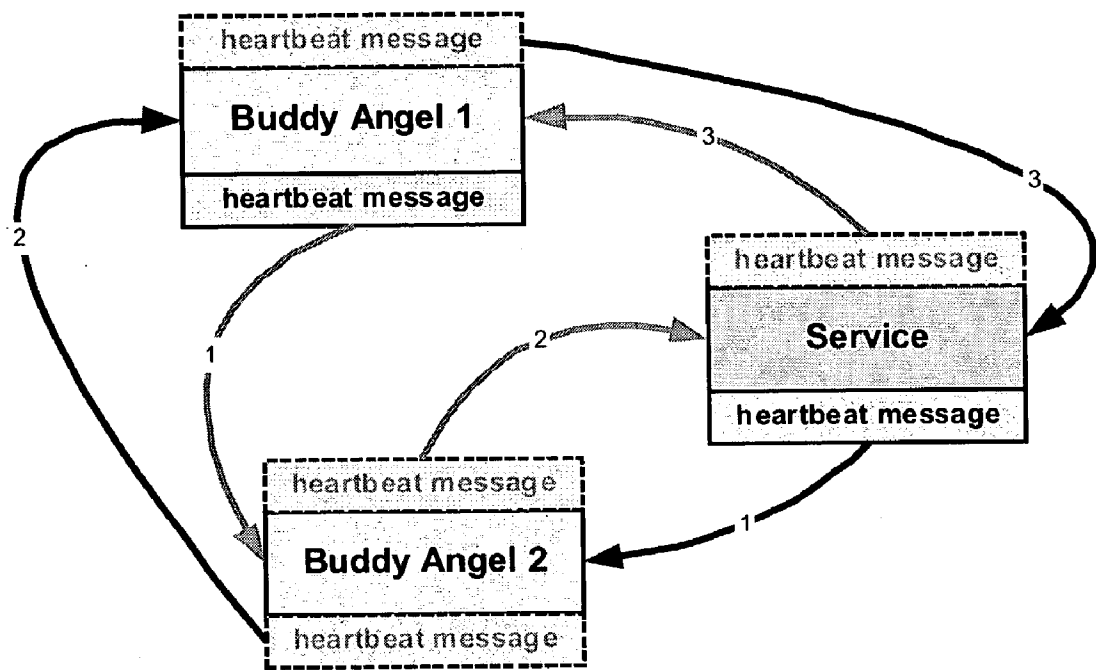 heartbeat message
Buddy Angel 1
heartbeat message
3
3
2
heartbeat message
Service
heartbeat message
1
2
1
heartbeat message
Buddy Angel 2
heartbeat message